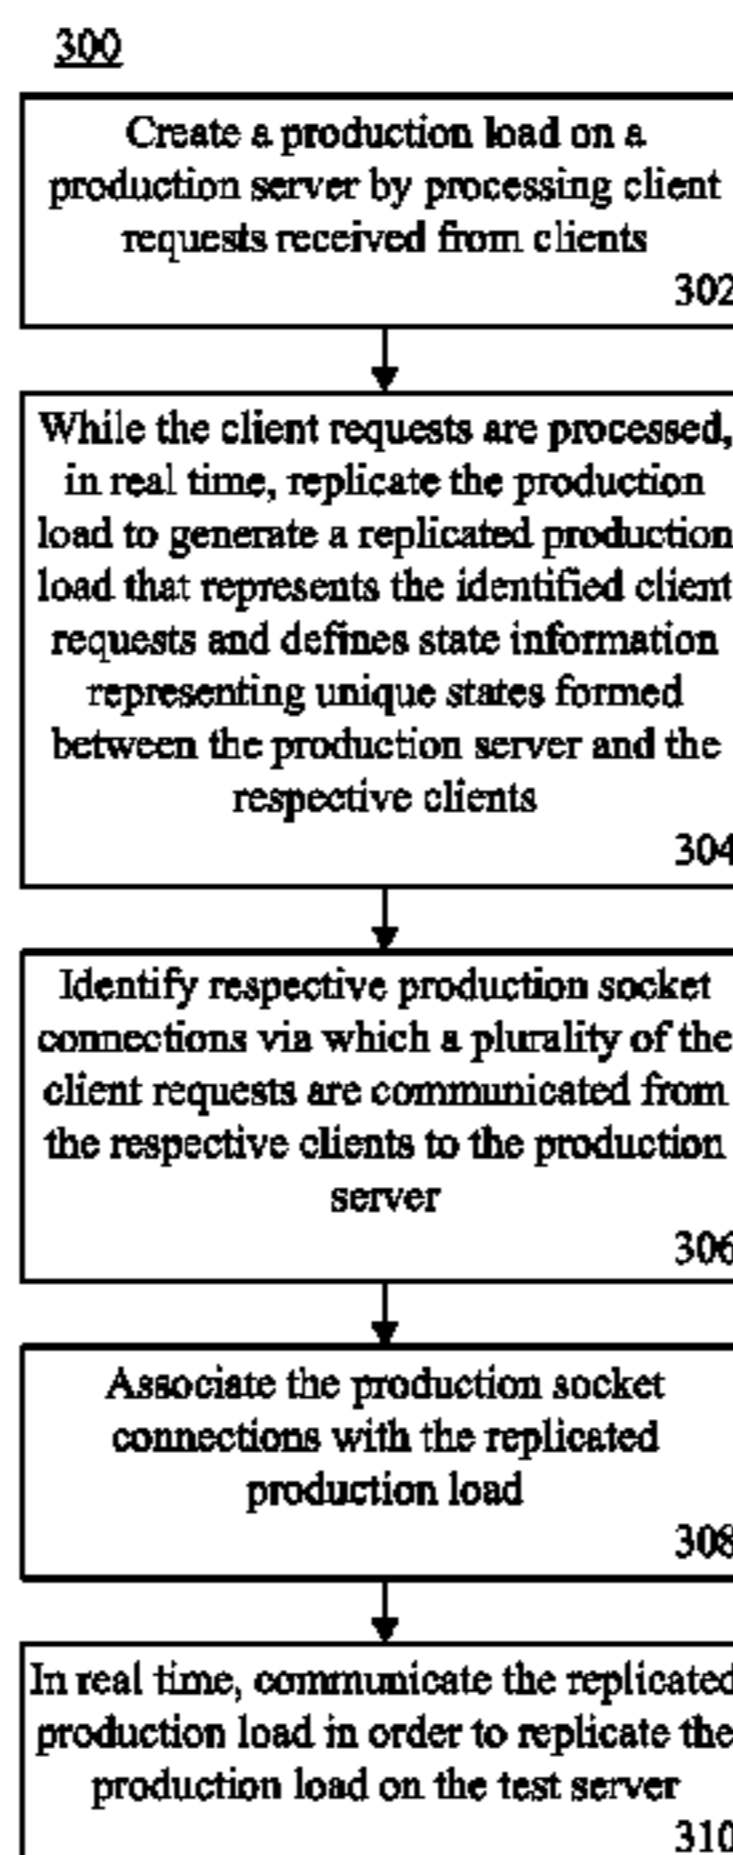 300
Create a production load on a
production server by processing client
requests received from clients
302
While the client requests are processed,
in real time, replicate the production
load to generate a replicated production
load that represents the identified client
requests and defines state information
representing unique states formed
between the production server and the
respective clients
304
Identify respective production socket
connections via which a plurality of the
client requests are communicated from
the respective clients to the production
server
306
Associate the production socket
connections with the replicated
production load
308
In real time, communicate the replicated
production load in order to replicate the
production load on the test server
310